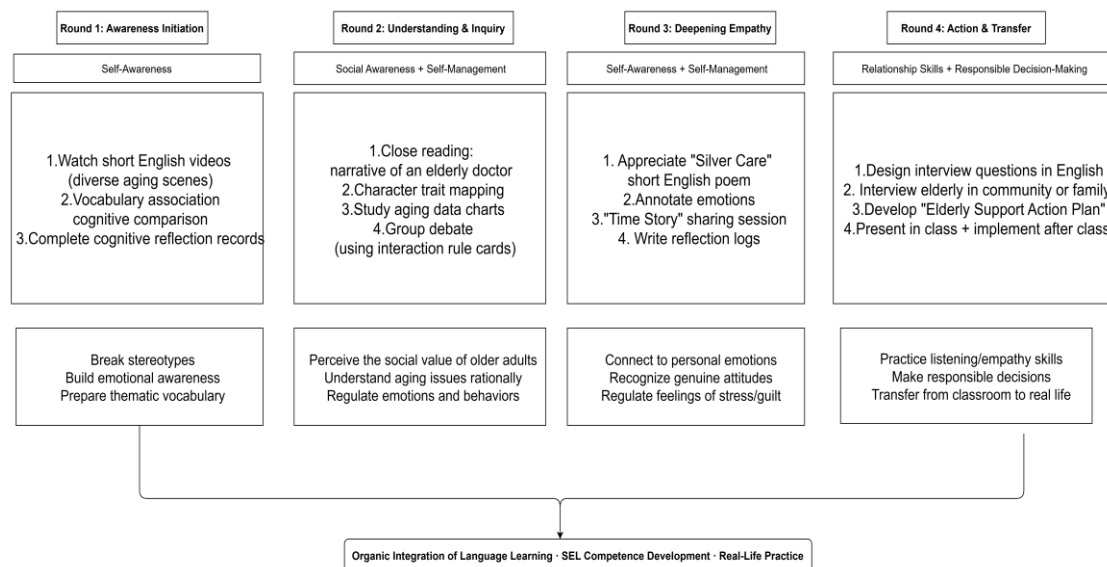 Round 1: Awareness Initiation
Self-Awareness
1.Watch short English videos
(diverse aging scenes)
2.Vocabulary association
cognitive comparison
3.Complete cognitive reflection records
Break stereotypes
Build emotional awareness
Prepare thematic vocabulary
Round 2: Understanding & Inquiry
Social Awareness + Self-Management
1.Close reading:
narrative of an elderly doctor
2.Character trait mapping
3.Study aging data charts
4.Group debate
(using interaction rule cards)
Perceive the social value of older adults
Understand aging issues rationally
Regulate emotions and behaviors
Round 3: Deepening Empathy
Self-Awareness + Self-Management
1. Appreciate "Silver Care"
short English poem
2.Annotate emotions
3."Time Story" sharing session
4. Write reflection logs
Connect to personal emotions
Recognize genuine attitudes
Regulate feelings of stress/guilt
Round 4: Action & Transfer
Relationship Skills + Responsible Decision-Making
1.Design interview questions in English
2. Interview elderly in community or family
3.Develop "Elderly Support Action Plan"
4.Present in class + implement after class
Practice listening/empathy skills
Make responsible decisions
Transfer from classroom to real life
Organic Integration of Language Learning · SEL Competence Development · Real-Life Practice